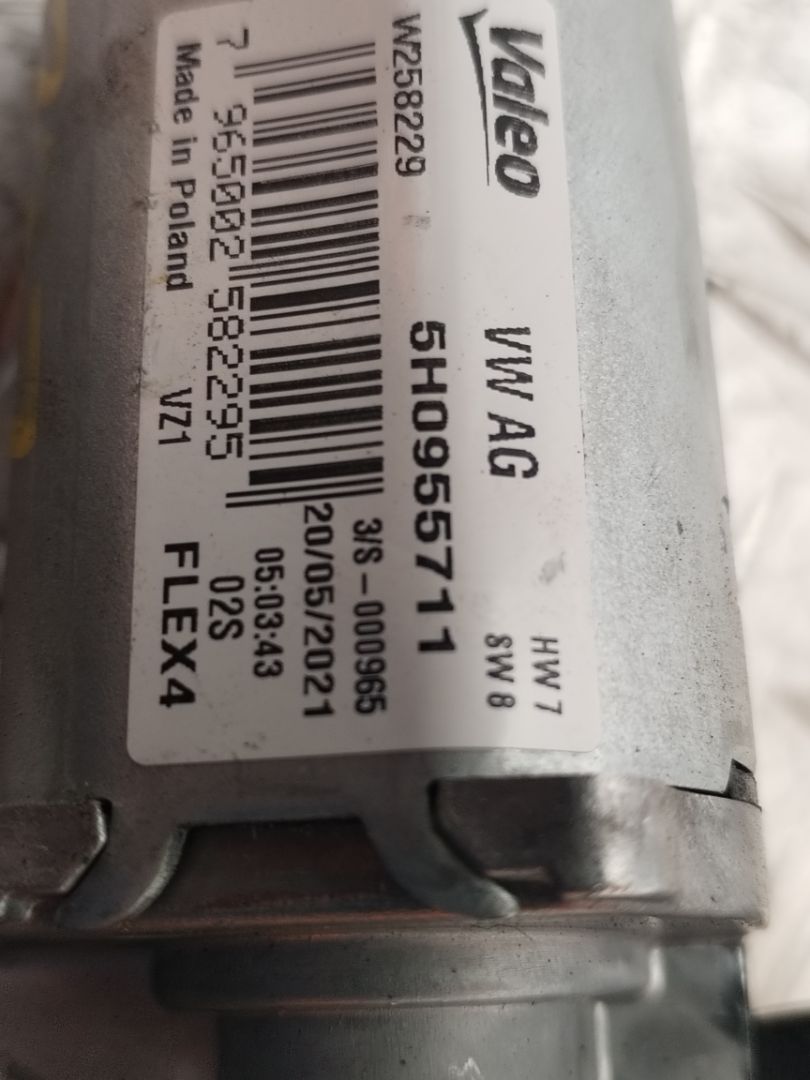 Valeo
VW AG
HW 7
SW 8
W258229
5H0955711
3/S-000965
20/05/2021
05:03:43
02S
7 965002 582295
Made in Poland
VZ1
FLEX4